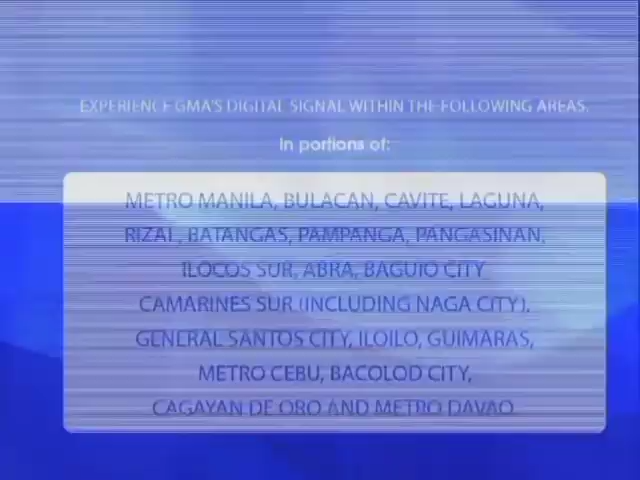 EXPERIENCE GMA'S DIGITAL SIGNAL WITHIN THE FOLLOWING AREAS.
In portions of:
METRO MANILA, BULACAN, CAVITE, LAGUNA,
RIZAL, BATANGAS, PAMPANGA, PANGASINAN,
ILOCOS SUR, ABRA, BAGUIO CITY
CAMARINES SUR (INCLUDING NAGA CITY),
GENERAL SANTOS CITY, ILOILO, GUIMARAS,
METRO CEBU, BACOLOD CITY,
CAGAYAN DE ORO AND METRO DAVAO